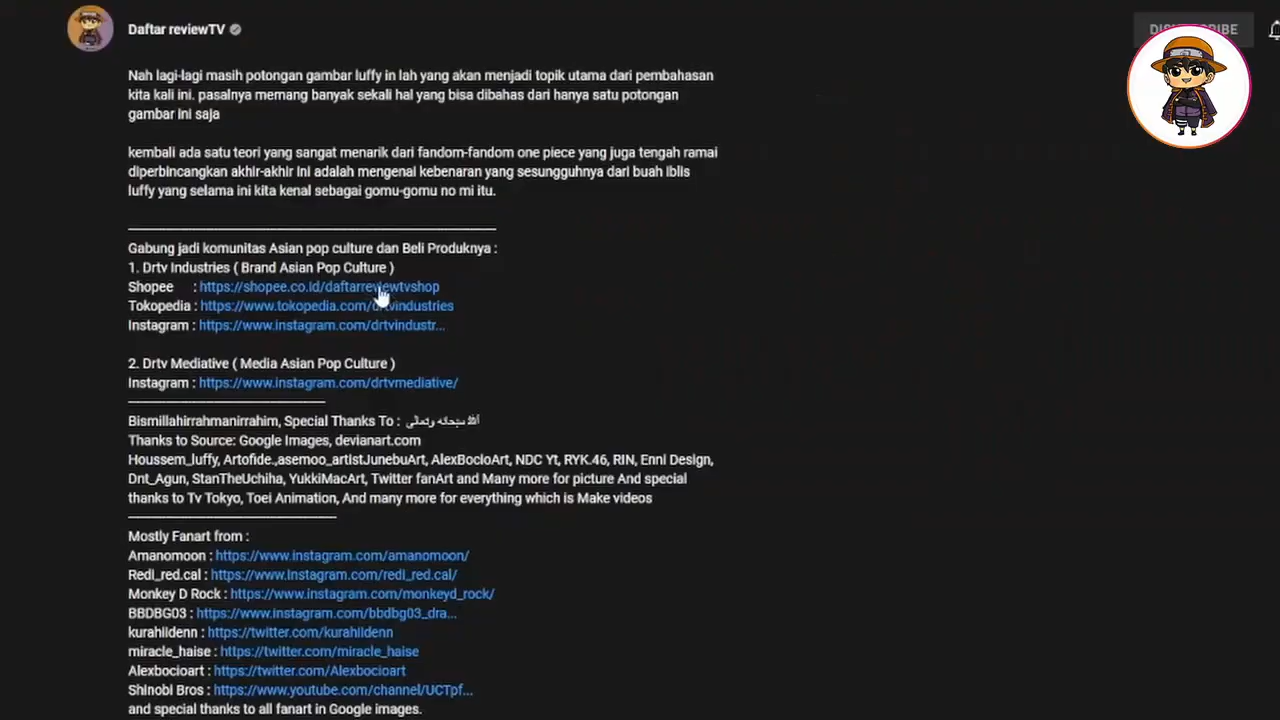 Daftar reviewTV
Nah lagi-lagi masih potongan gambar luffy in lah yang akan menjadi topik utama dari pembahasan
kita kali ini. pasalnya memang banyak sekali hal yang bisa dibahas dari hanya satu potongan
gambar ini saja
kembali ada satu teori yang sangat menarik dari fandom-fandom one piece yang juga tengah ramai
diperbincangkan akhir-akhir ini adalah mengenai kebenaran yang sesungguhnya dari buah iblis
luffy yang selama ini kita kenal sebagai gomu-gomu no mi itu.
Gabung jadi komunitas Asian pop culture dan Beli Produknya :
1. Drtv Industries ( Brand Asian Pop Culture )
Shopee : https://shopee.co.id/daftarreviewtvshop
Tokopedia : https://www.tokopedia.com/drtvindustries
Instagram : https://www.instagram.com/drtvindustr...
2. Drtv Mediative ( Media Asian Pop Culture )
Instagram : https://www.instagram.com/drtvmediative/
Bismillahirrahmanirrahim, Special Thanks To : الله سبحانه وتعالى
Thanks to Source: Google Images, devianart.com
Houssem_luffy, Artofide.,asemoo_artistJunebuArt, AlexBocioArt, NDC Yt, RYK.46, RIN, Enni Design,
Dnt_Agun, StanTheUchiha, YukkiMacArt, Twitter fanArt and Many more for picture And special
thanks to Tv Tokyo, Toei Animation, And many more for everything which is Make videos
Mostly Fanart from :
Amanomoon : https://www.instagram.com/amanomoon/
Redi_red.cal : https://www.instagram.com/redi_red.cal/
Monkey D Rock : https://www.instagram.com/monkeyd_rock/
BBDBG03 : https://www.instagram.com/bbdbg03_dra...
kurahildenn : https://twitter.com/kurahildenn
miracle_haise : https://twitter.com/miracle_haise
Alexbocioart : https://twitter.com/Alexbocioart
Shinobi Bros : https://www.youtube.com/channel/UCTpf...
and special thanks to all fanart in Google images.